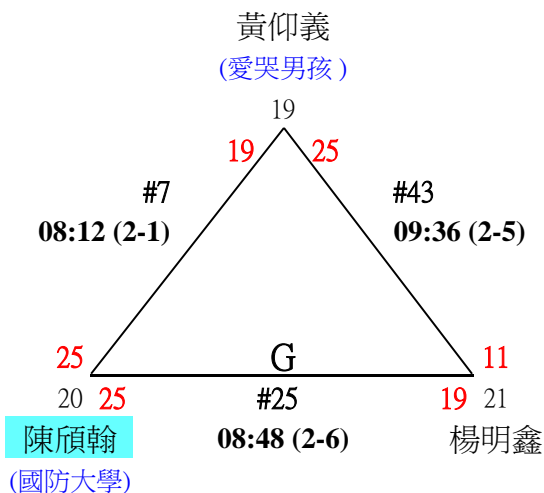 黃仰義
(愛哭男孩 )
19
19 25
#7 #43
08:12 (2-1) 09:36 (2-5)
25 G 11
20 25 #25 19 21
陳頎翰 08:48 (2-6) 楊明鑫
(國防大學)